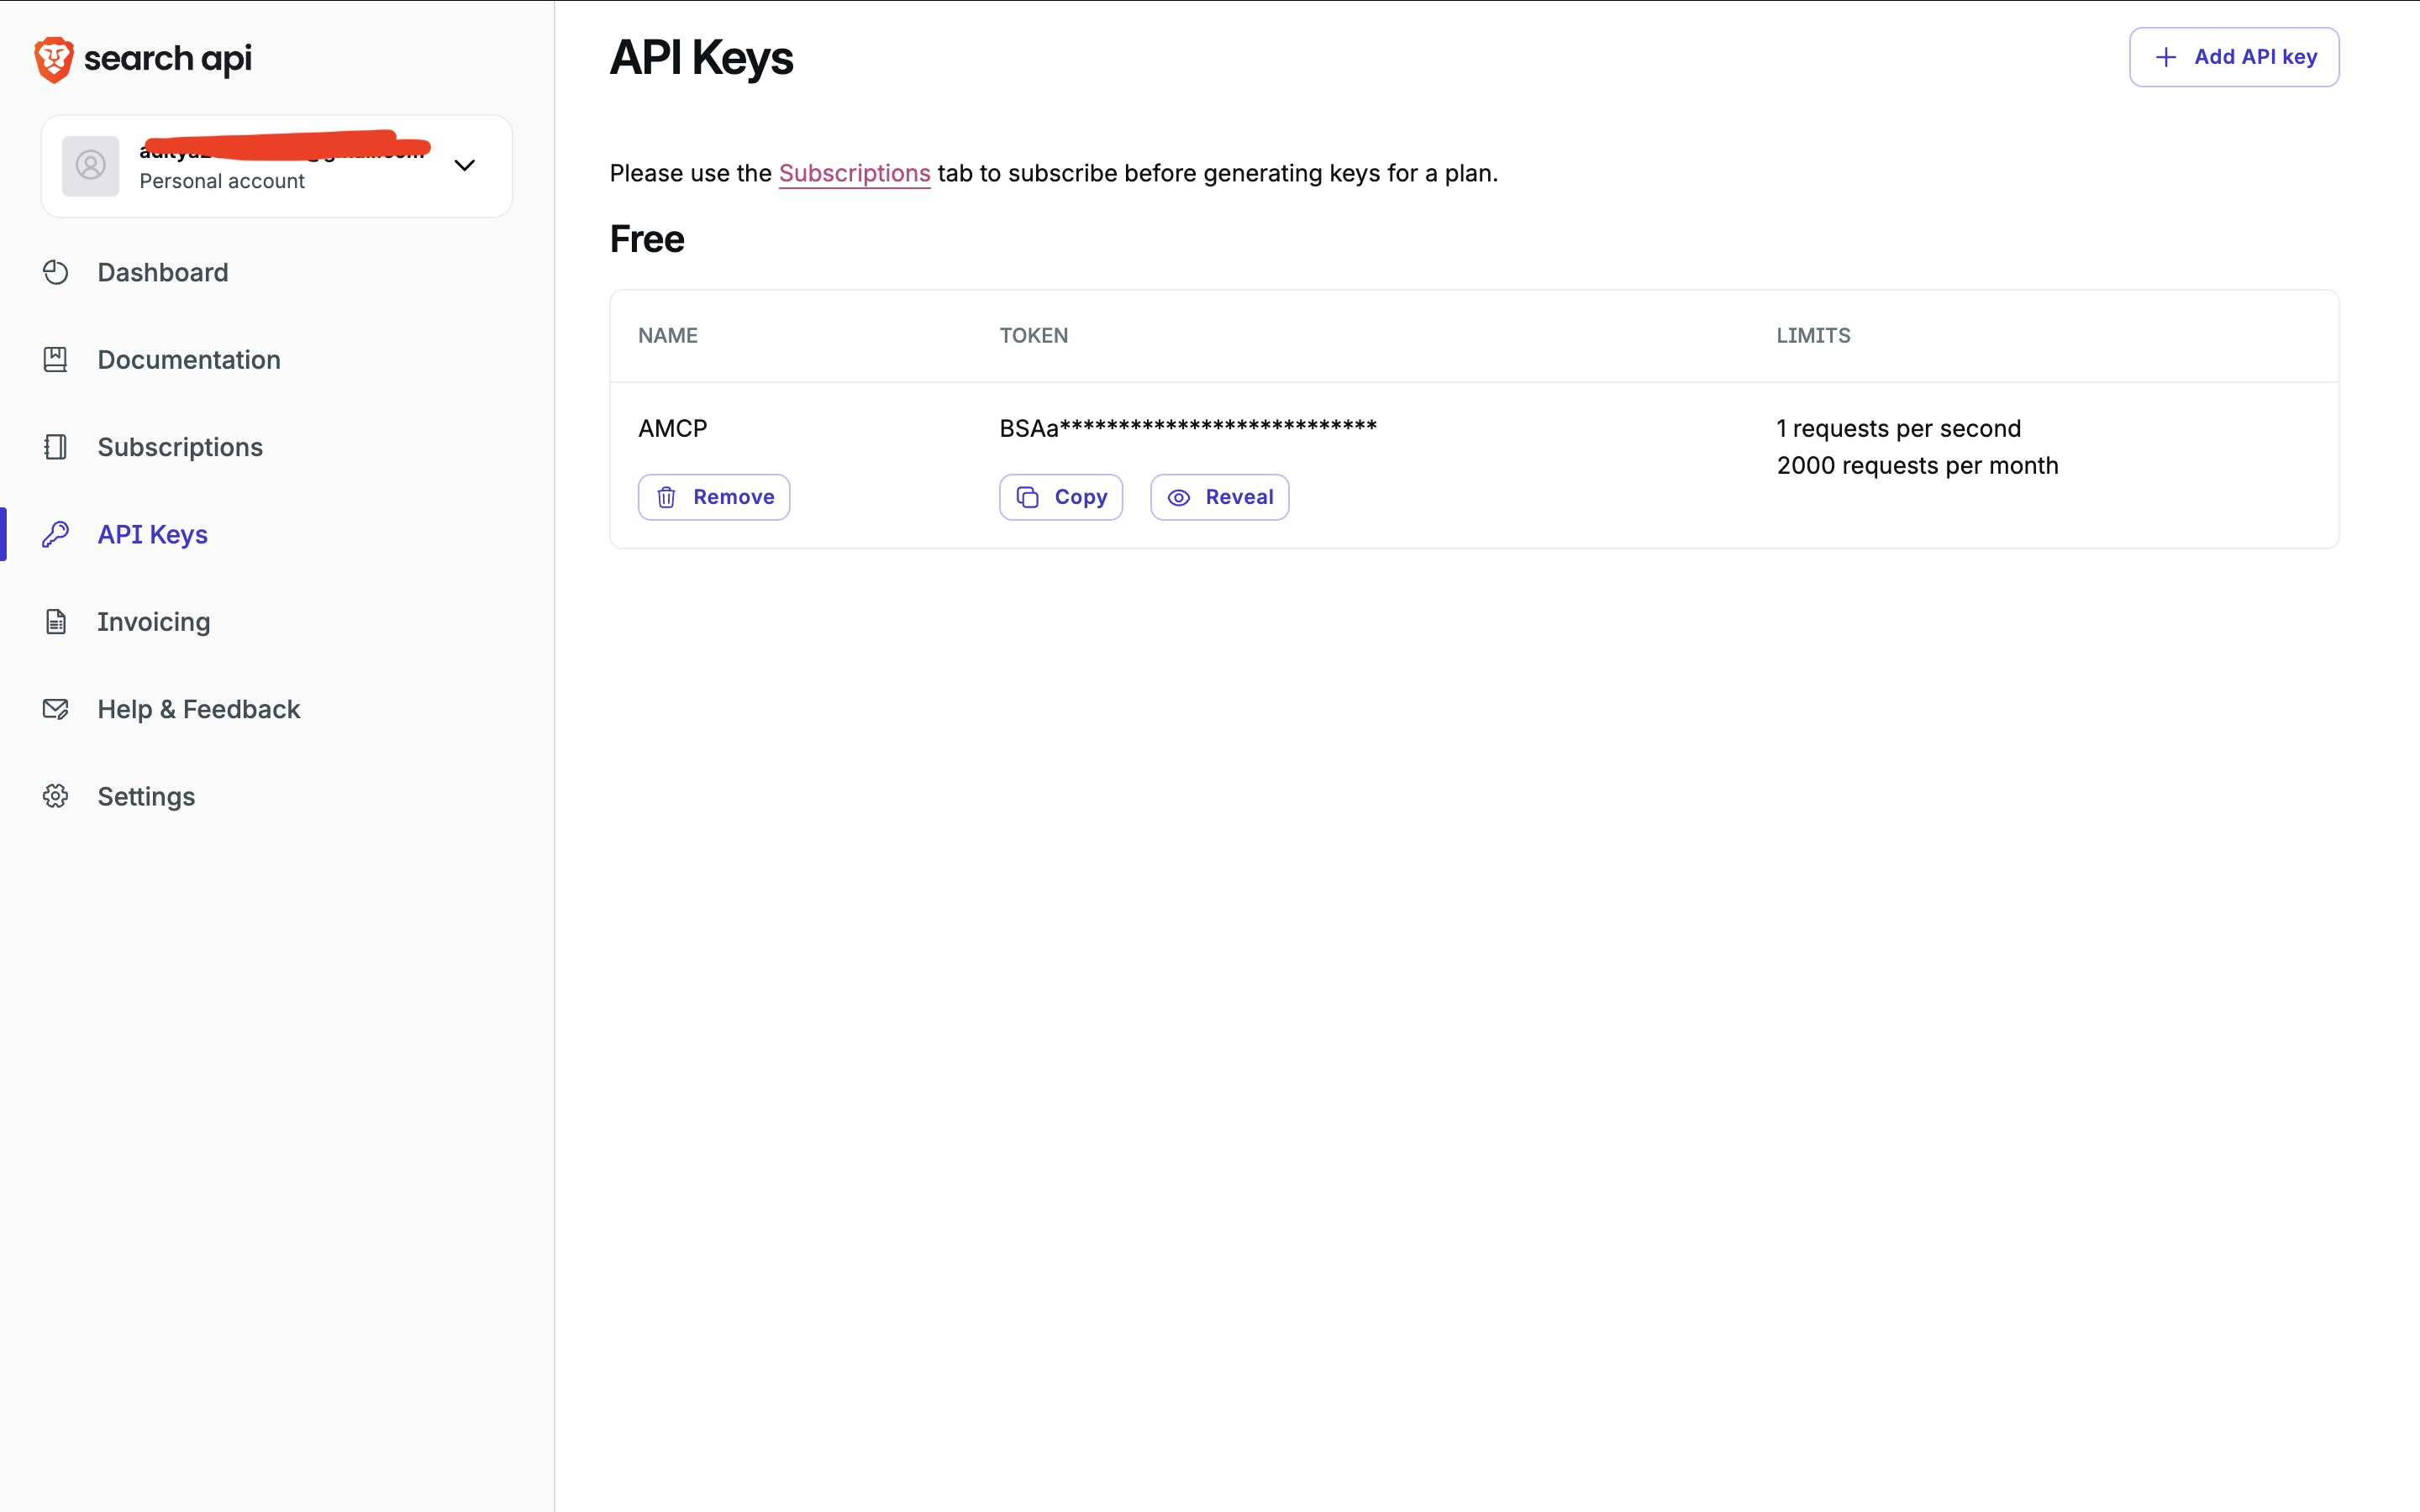 search api
Personal account
Dashboard
Documentation
Subscriptions
API Keys
Invoicing
Help & Feedback
Settings
API Keys
Add API key
Please use the Subscriptions tab to subscribe before generating keys for a plan.
Free
NAME TOKEN LIMITS
AMCP BSAa*************************** 1 requests per second
2000 requests per month
Remove Copy Reveal